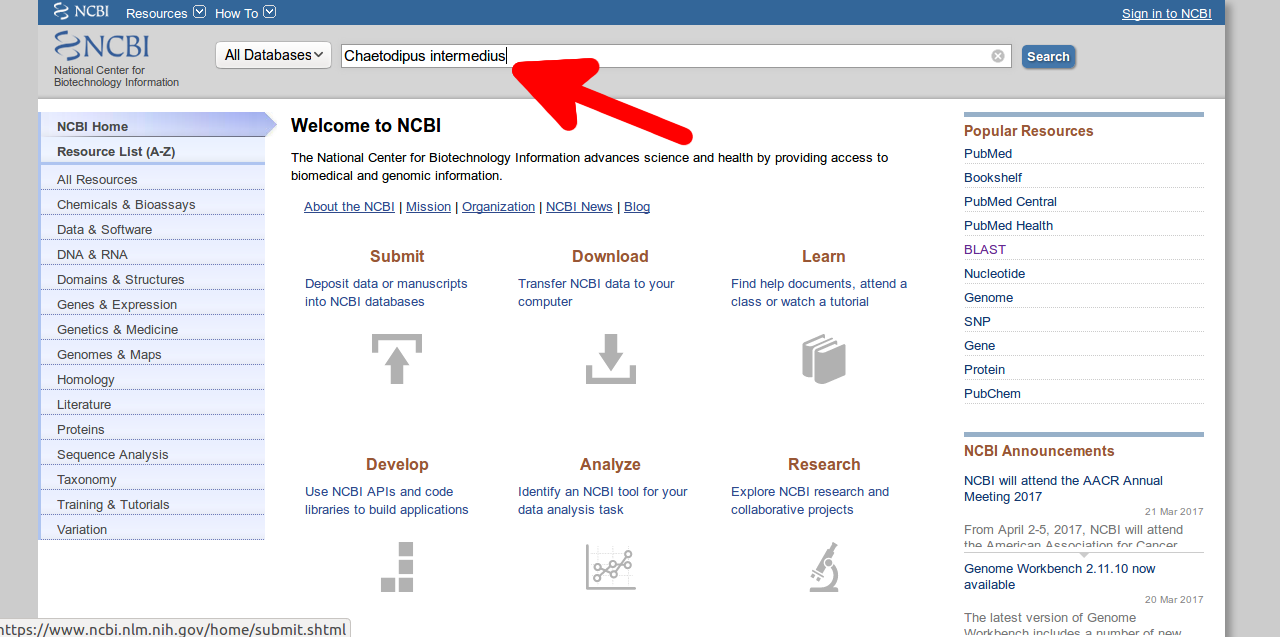 NCBI Resources How To Sign in to NCBI
NCBI
National Center for
Biotechnology Information
All Databases
Chaetodipus intermedius
Search
NCBI Home
Resource List (A-Z)
All Resources
Chemicals & Bioassays
Data & Software
DNA & RNA
Domains & Structures
Genes & Expression
Genetics & Medicine
Genomes & Maps
Homology
Literature
Proteins
Sequence Analysis
Taxonomy
Training & Tutorials
Variation
Welcome to NCBI
The National Center for Biotechnology Information advances science and health by providing access to
biomedical and genomic information.
About the NCBI | Mission | Organization | NCBI News | Blog
Submit
Deposit data or manuscripts
into NCBI databases
Download
Transfer NCBI data to your
computer
Learn
Find help documents, attend a
class or watch a tutorial
Develop
Use NCBI APIs and code
libraries to build applications
Analyze
Identify an NCBI tool for your
data analysis task
Research
Explore NCBI research and
collaborative projects
Popular Resources
PubMed
Bookshelf
PubMed Central
PubMed Health
BLAST
Nucleotide
Genome
SNP
Gene
Protein
PubChem
NCBI Announcements
NCBI will attend the AACR Annual
Meeting 2017
21 Mar 2017
From April 2-5, 2017, NCBI will attend
the American Association for Cancer
Genome Workbench 2.11.10 now
available
20 Mar 2017
The latest version of Genome
Workbench includes a number of new
https://www.ncbi.nlm.nih.gov/home/submit.shtml